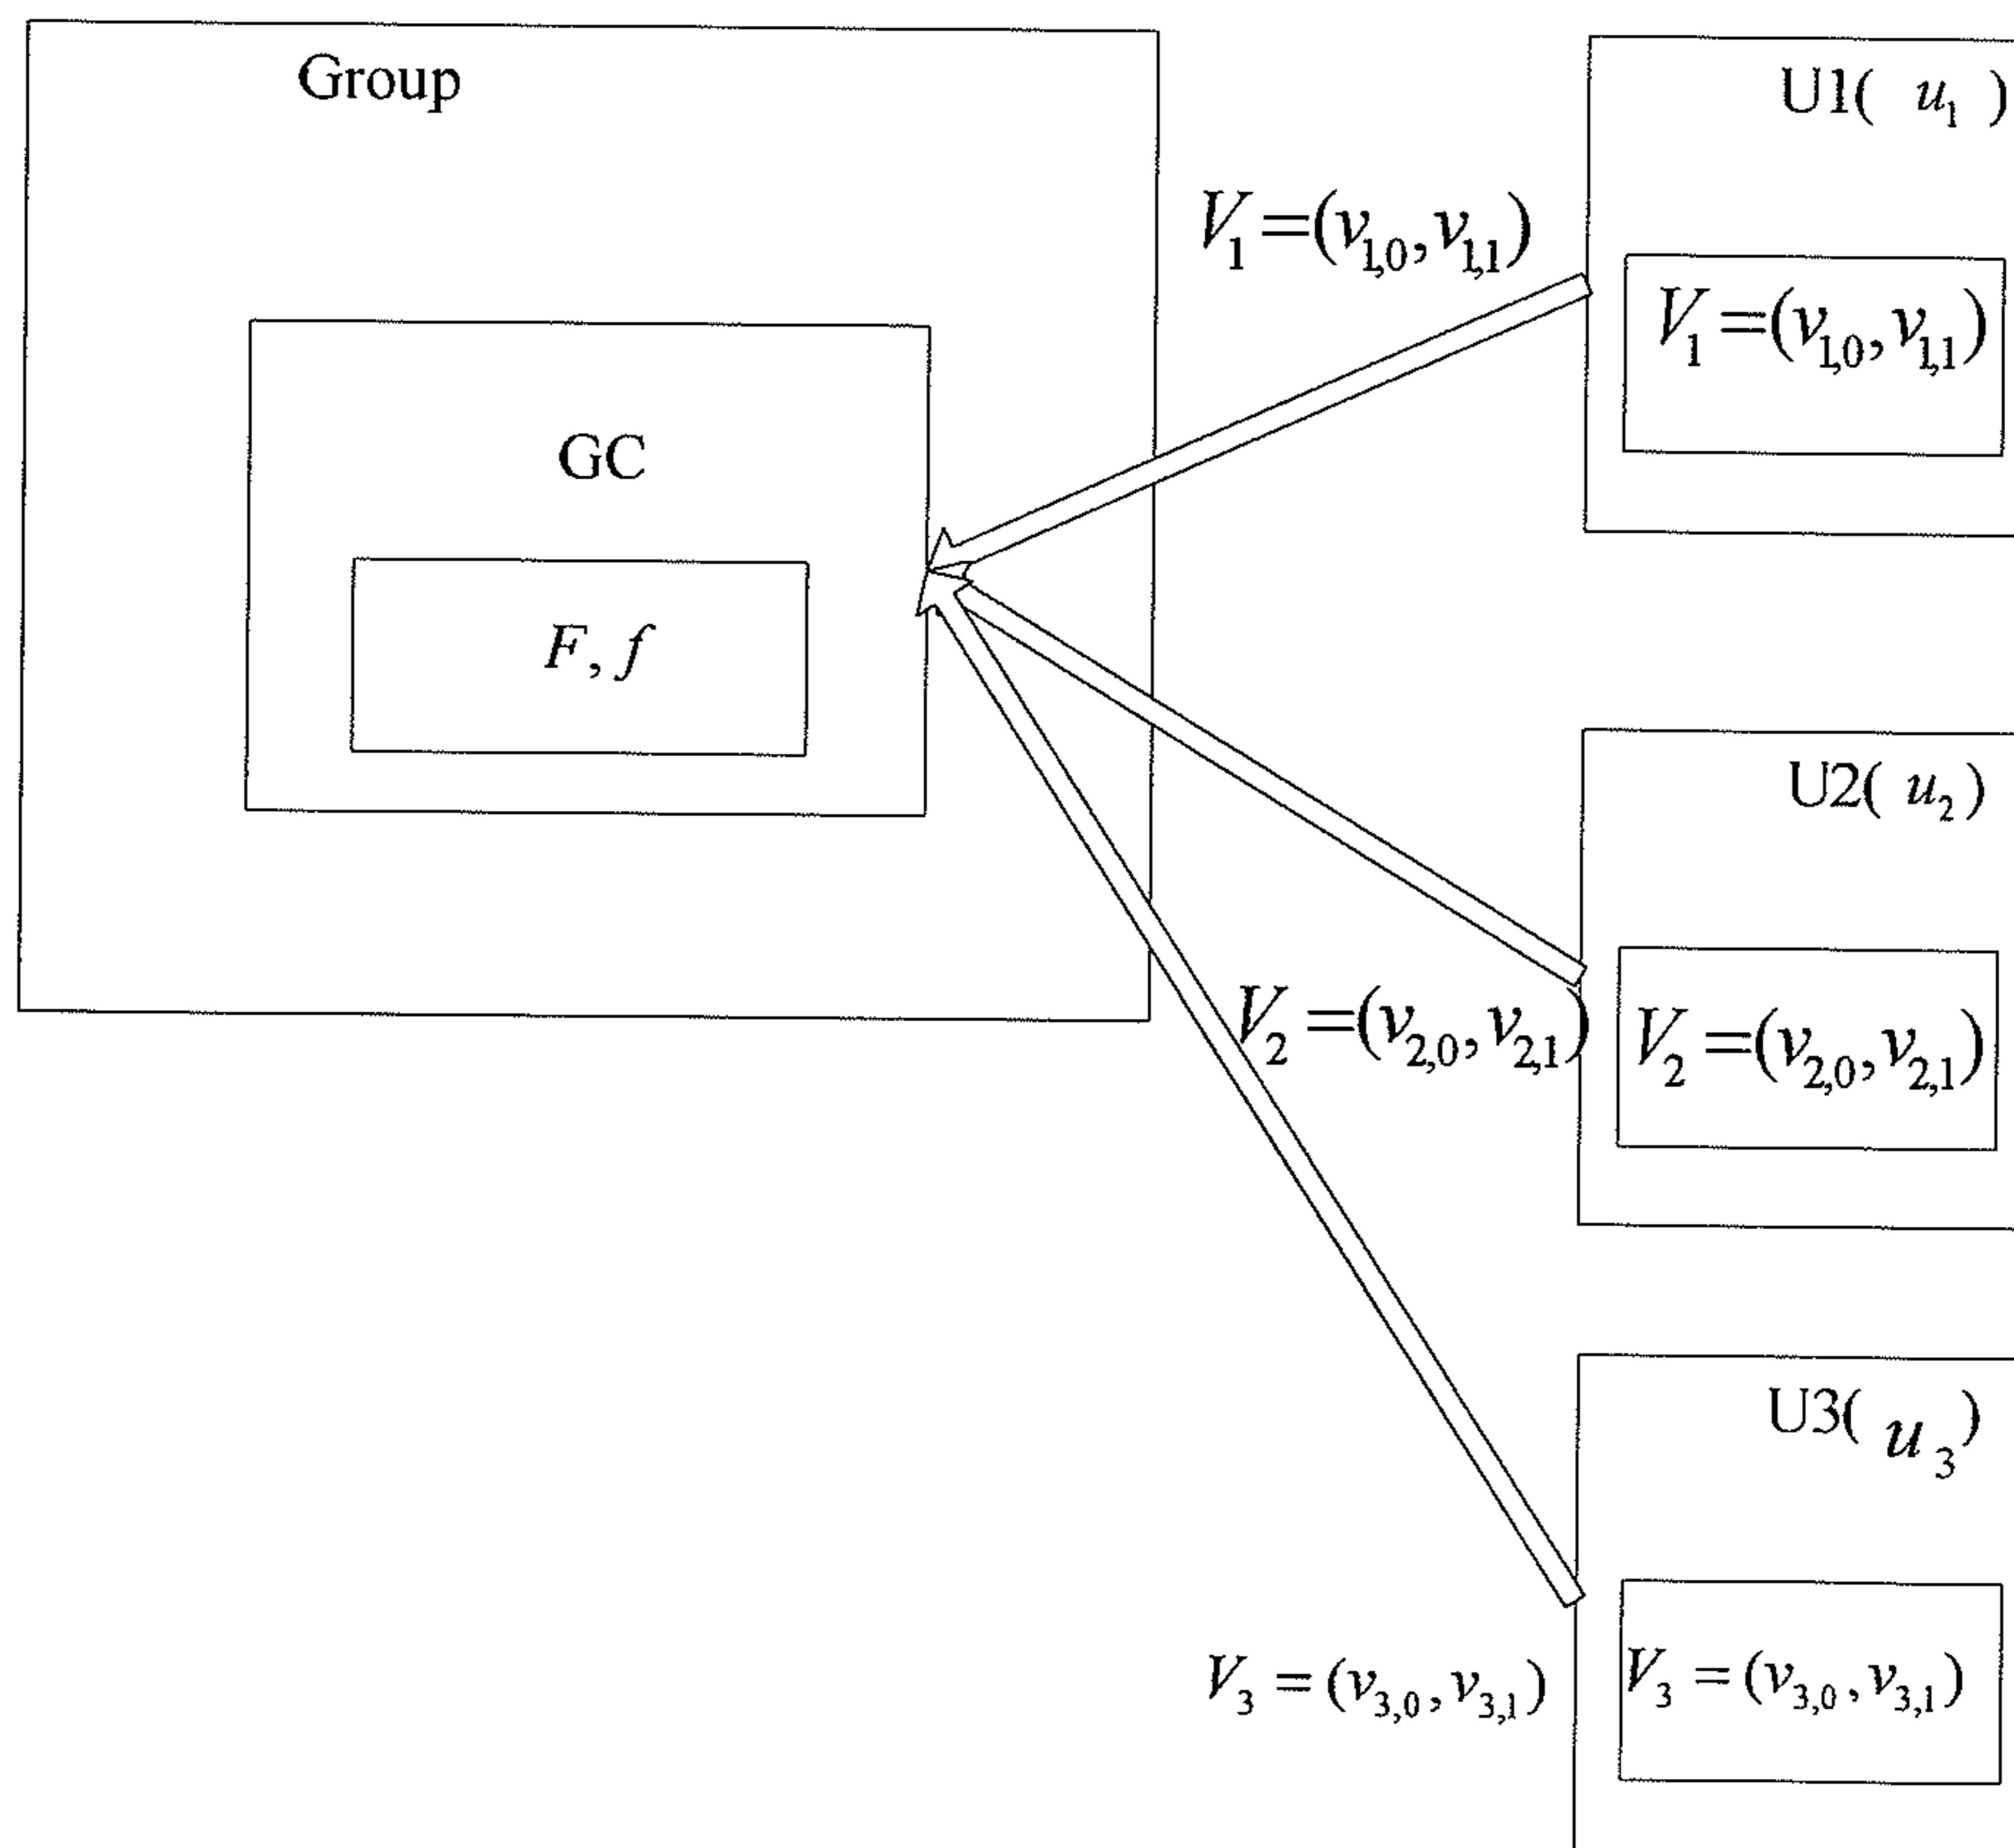 Group
GC
F, f
V₁=(v₁,₀, v₁,₁)
U1( u₁ )
V₁=(v₁,₀, v₁,₁)
V₂=(v₂,₀, v₂,₁)
U2( u₂ )
V₂=(v₂,₀, v₂,₁)
V₃=(v₃,₀, v₃,₁)
U3( u₃ )
V₃=(v₃,₀, v₃,₁)